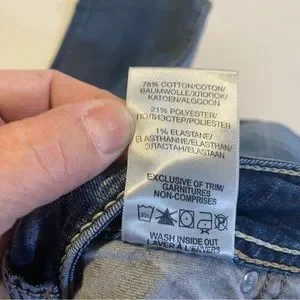 78% COTTON/COTON/
BAUMWOLLE/ХЛОПОК/
KATOEN/ALGODON
21% POLYESTER/
ПОЛИЭСТЕР/POLIESTER
1% ELASTANE/
ELASTHANNE/ELASTHAN/
ЭЛАСТАН/ELASTAAN
EXCLUSIVE OF TRIM/
GARNITURES
NON-COMPRISES
WASH INSIDE OUT
LAVER À L'ENVERS